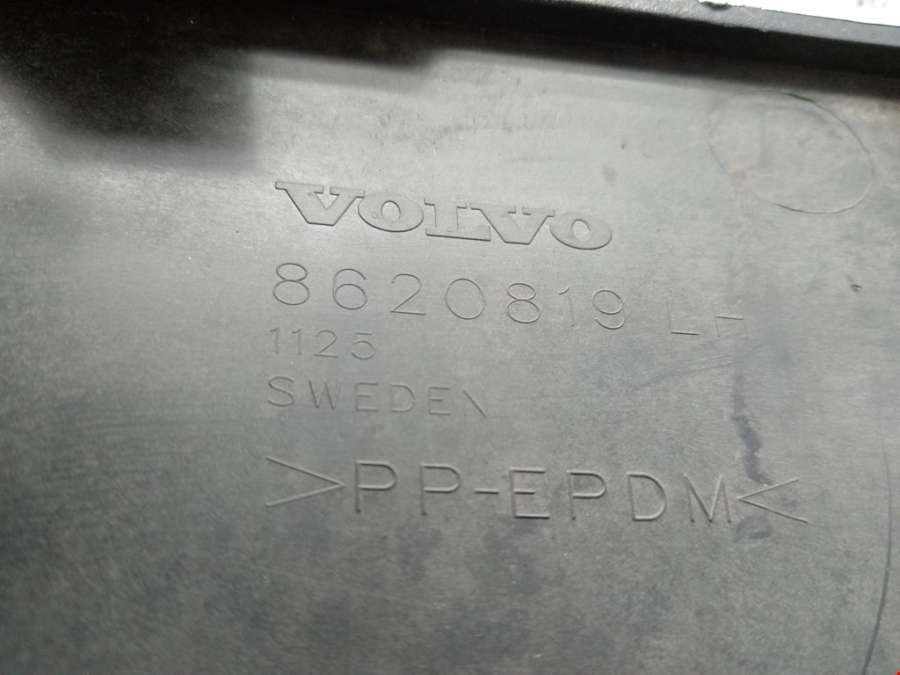 VOLVO
8620819 LH
1125
SWEDEN
>PP-EPDM<